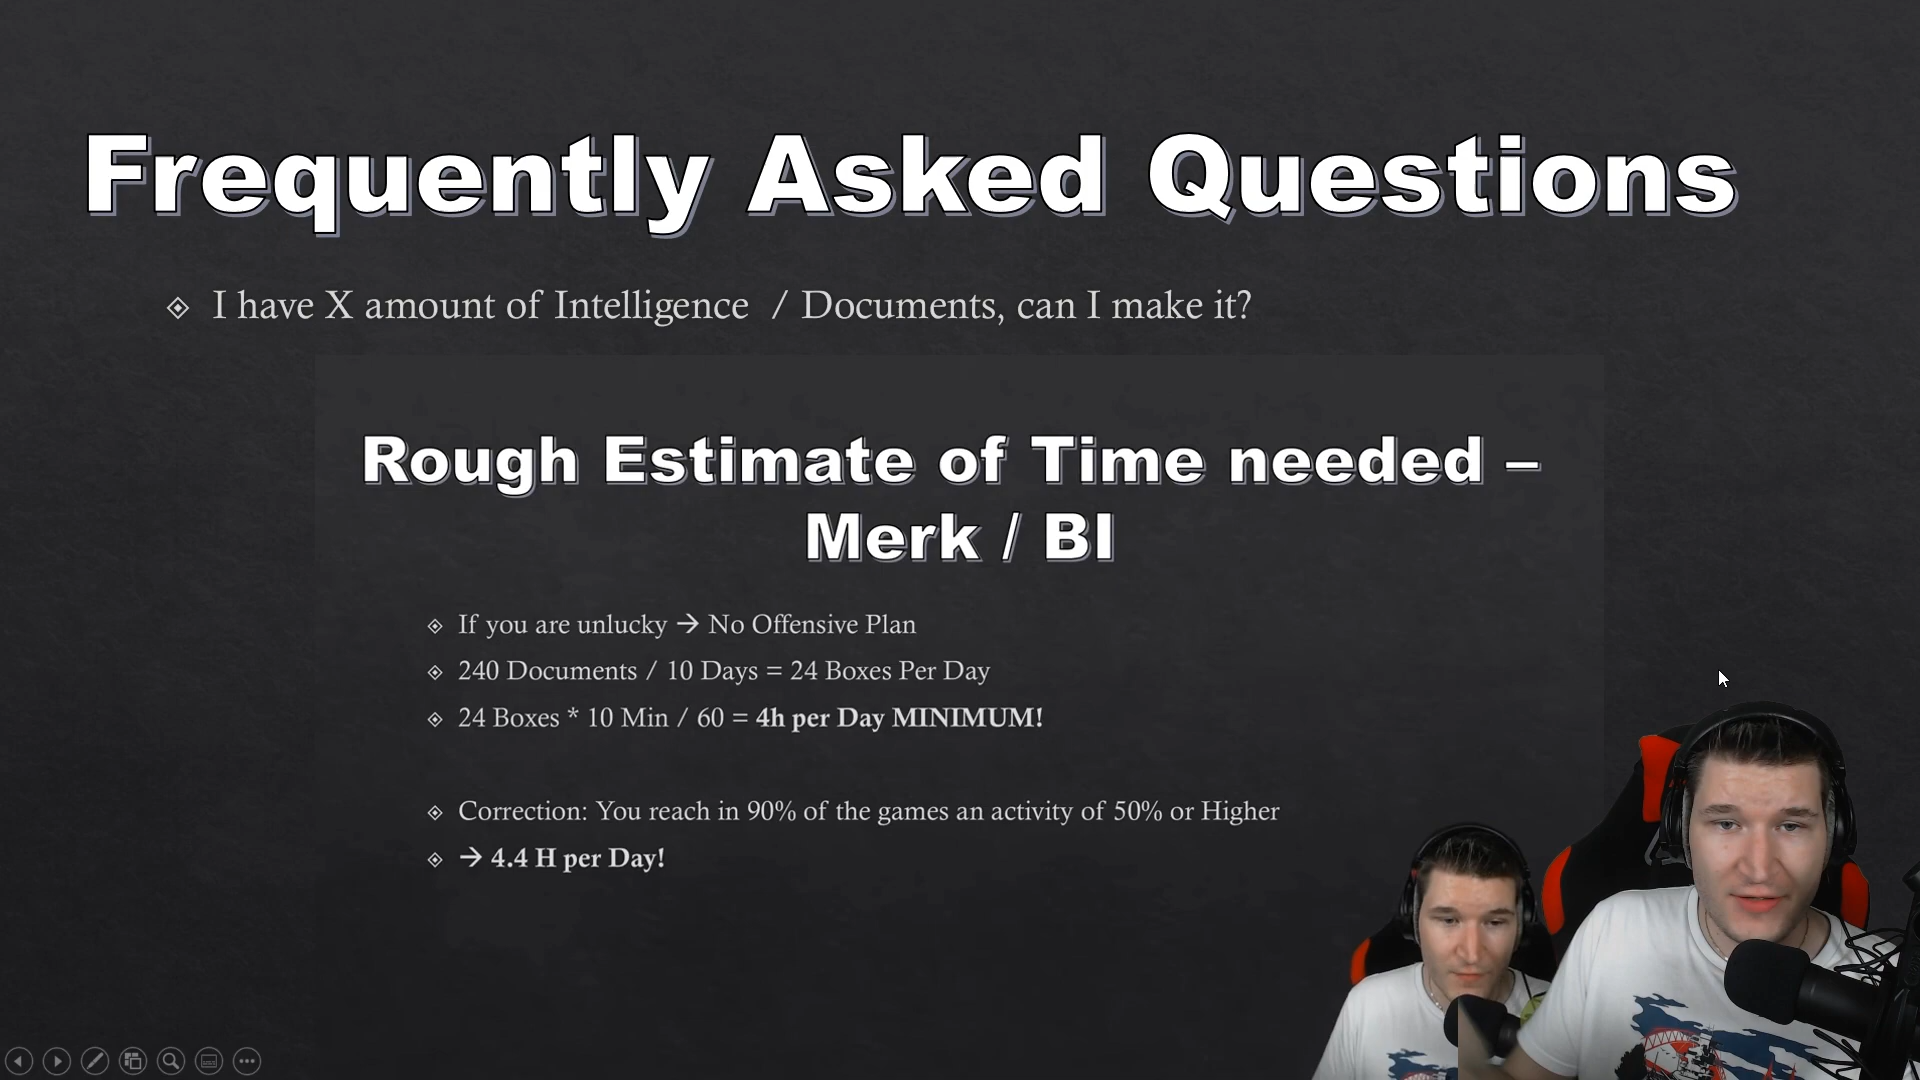 Frequently Asked Questions
I have X amount of Intelligence / Documents, can I make it?
Rough Estimate of Time needed –
Merk / BI
If you are unlucky → No Offensive Plan
240 Documents / 10 Days = 24 Boxes Per Day
24 Boxes * 10 Min / 60 = 4h per Day MINIMUM!
Correction: You reach in 90% of the games an activity of 50% or Higher
→ 4.4 H per Day!